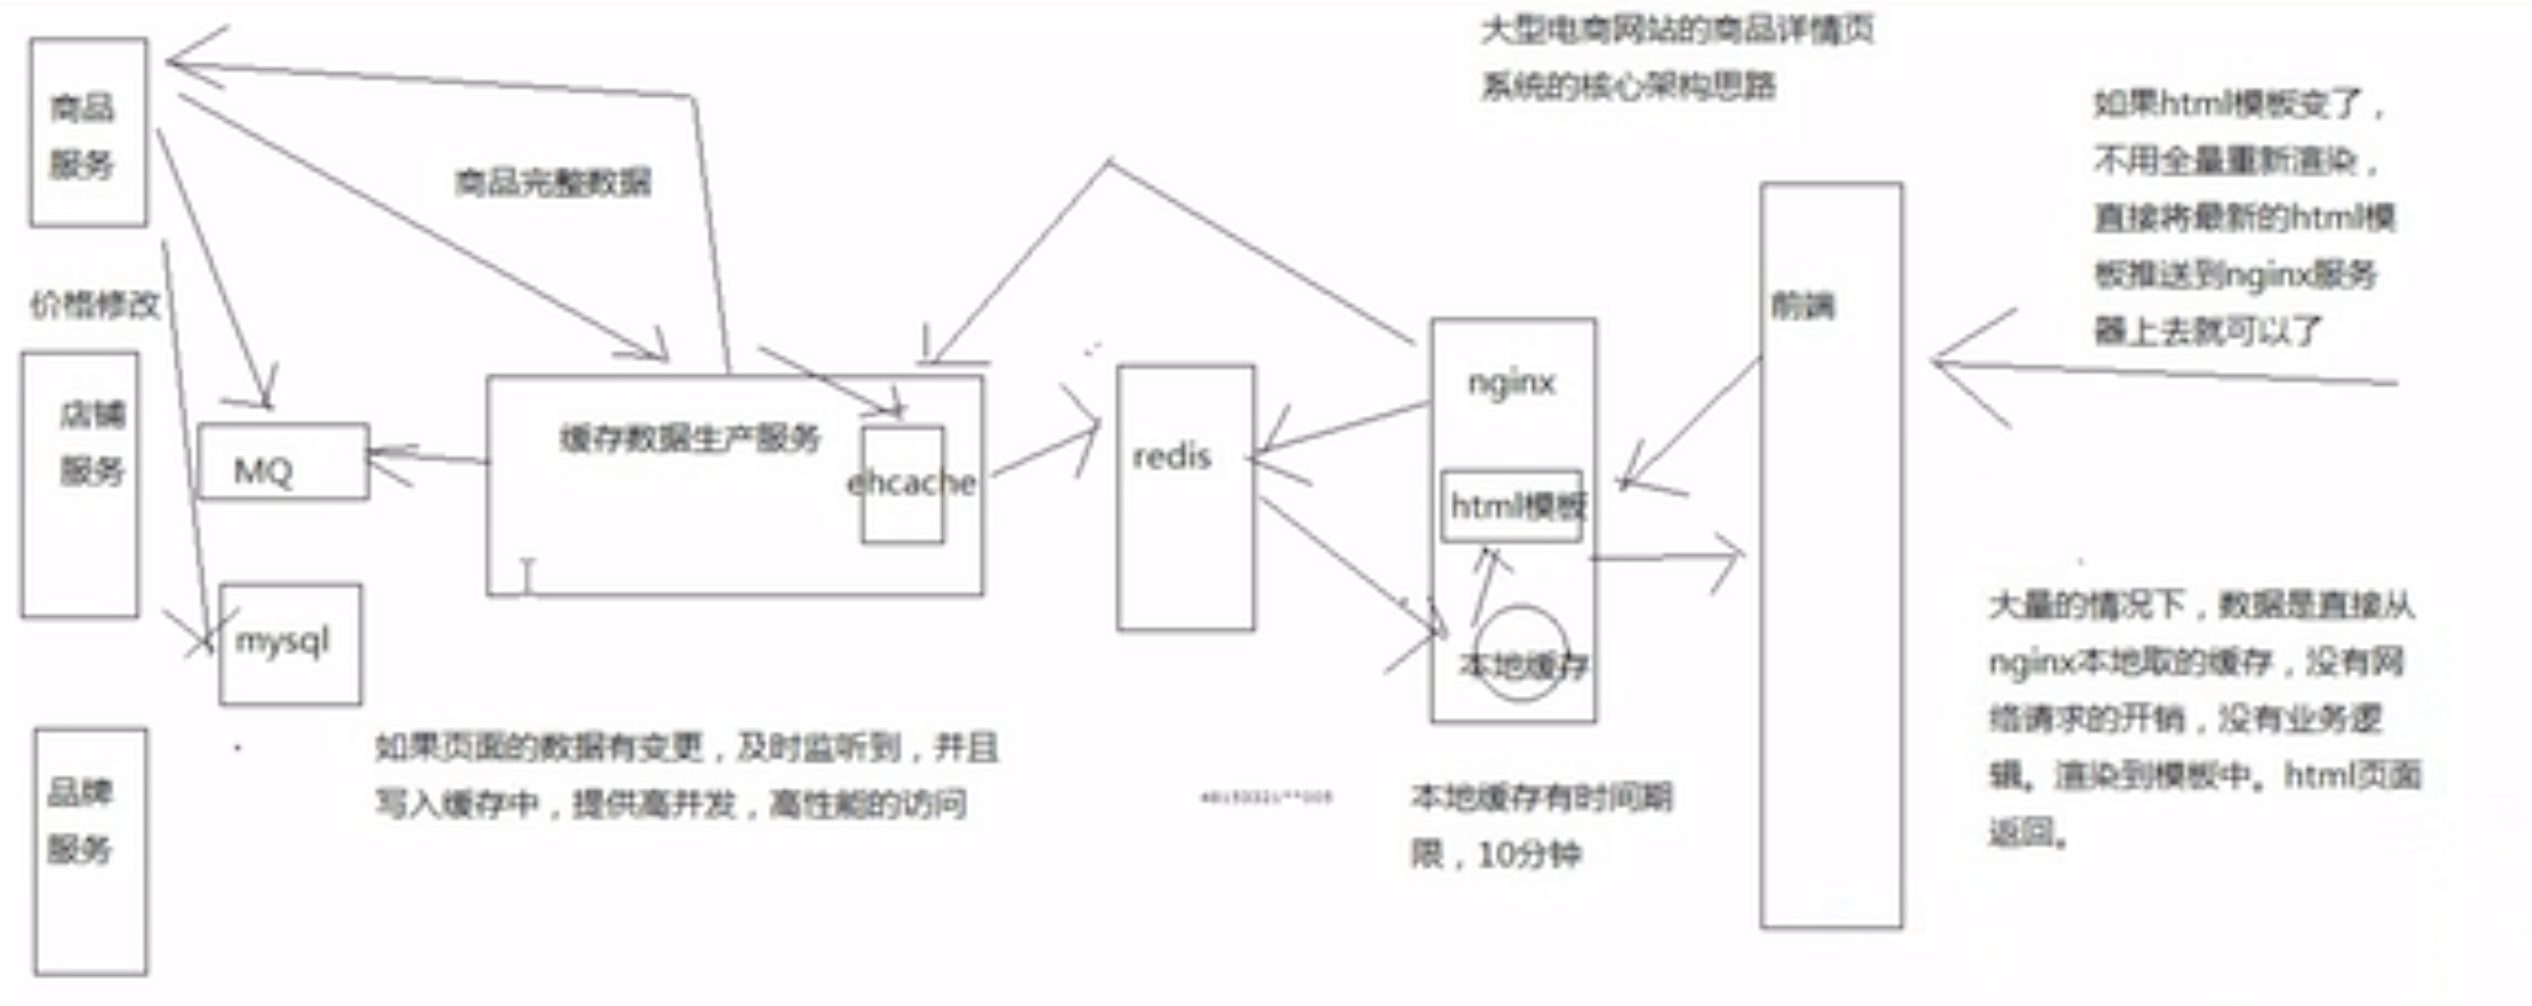 大型电商网站的商品详情页
系统的核心架构思路
商品
服务
商品完整数据
价格修改
店铺
服务
MQ
mysql
品牌
服务
缓存数据生产服务
ehcache
redis
nginx
html模板
本地缓存
前端
如果html模板变了，
不用全量重新渲染，
直接将最新的html模
板推送到nginx服务
器上去就可以了
如果页面的数据有变更，及时监听到，并且
写入缓存中，提供高并发，高性能的访问
本地缓存有时间期
限，10分钟
大量的情况下，数据是直接从
nginx本地取的缓存，没有网
络请求的开销，没有业务逻
辑。渲染到模板中。html页面
返回。